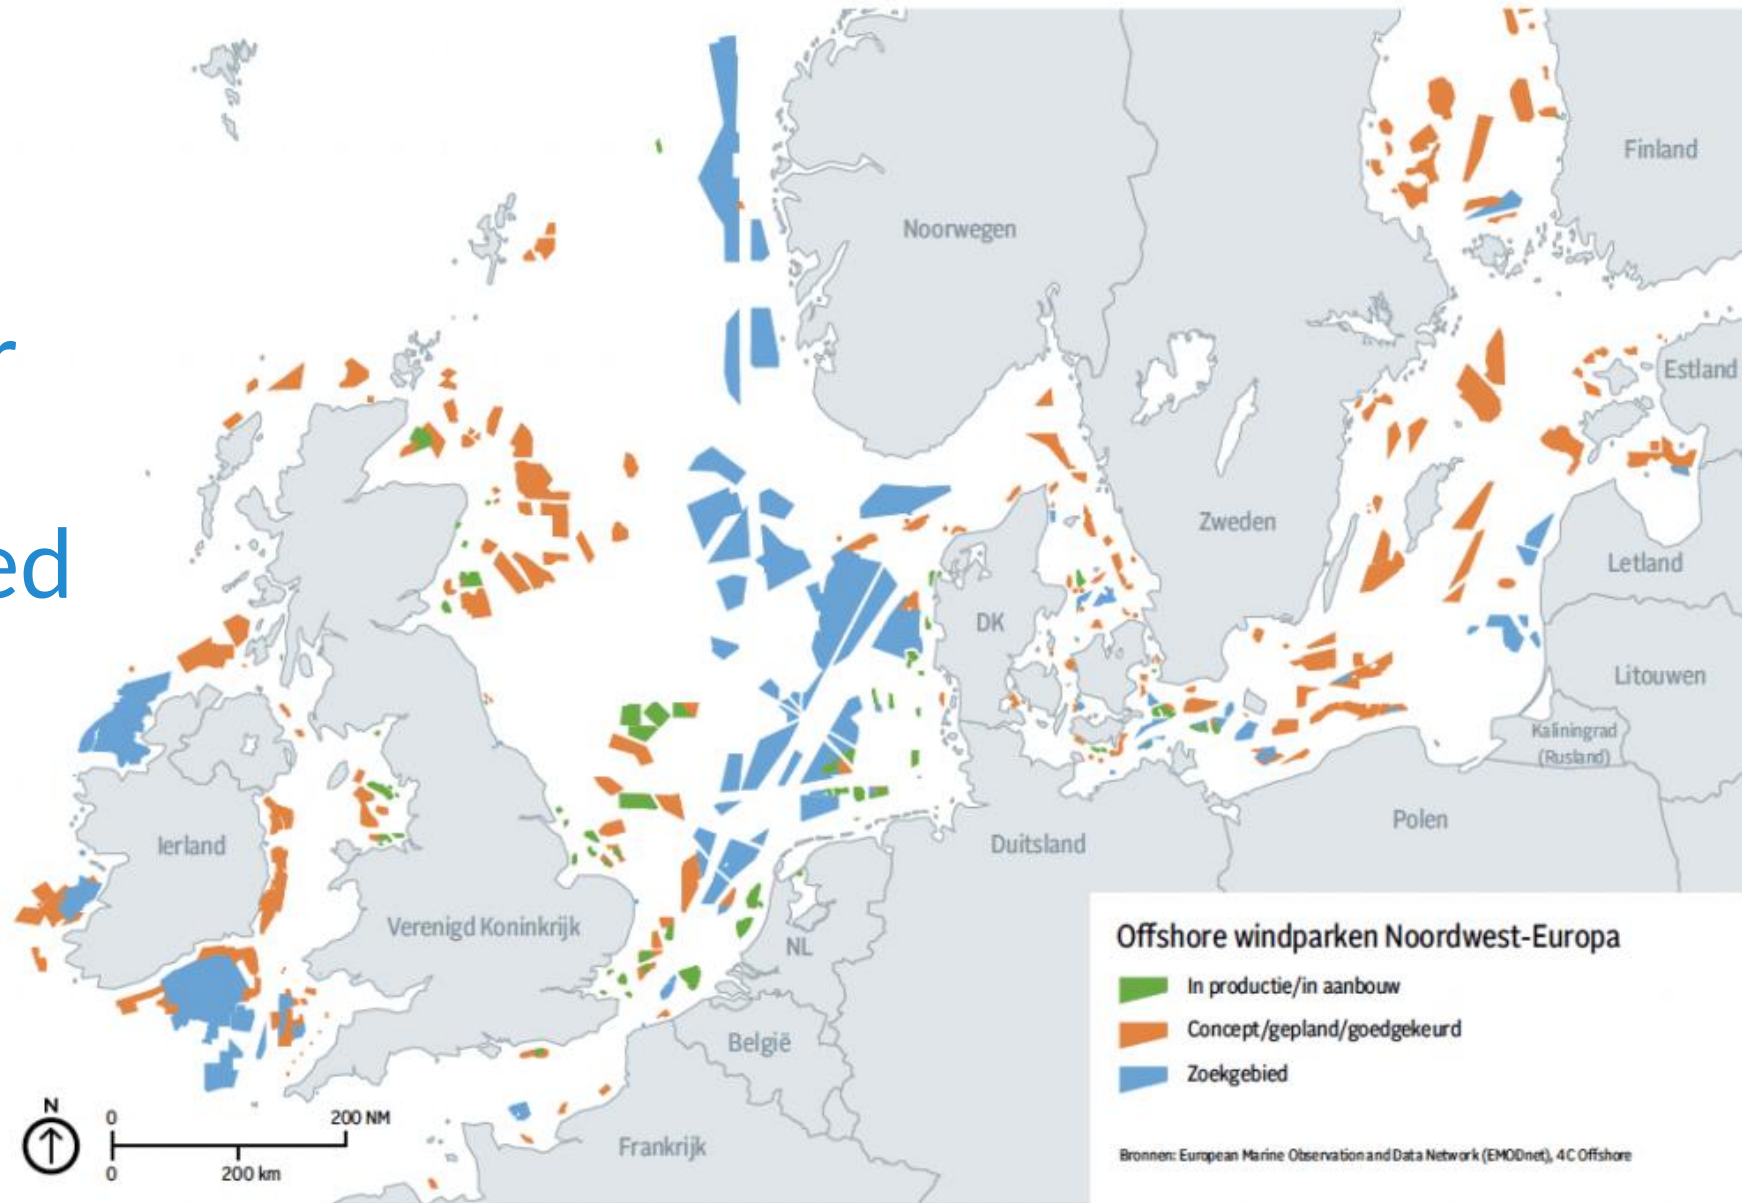 r
ed
Finland
Noorwegen
Estland
Zweden
Letland
DK
Litouwen
Kaliningrad
(Rusland)
Polen
Ierland
Duitsland
Verenigd Koninkrijk
NL
België
Frankrijk
Offshore windparken Noordwest-Europa
In productie/in aanbouw
Concept/gepland/goedgekeurd
Zoekgebied
N
0
200 NM
0
200 km
Bronnen: European Marine Observation and Data Network (EMODnet), 4C Offshore